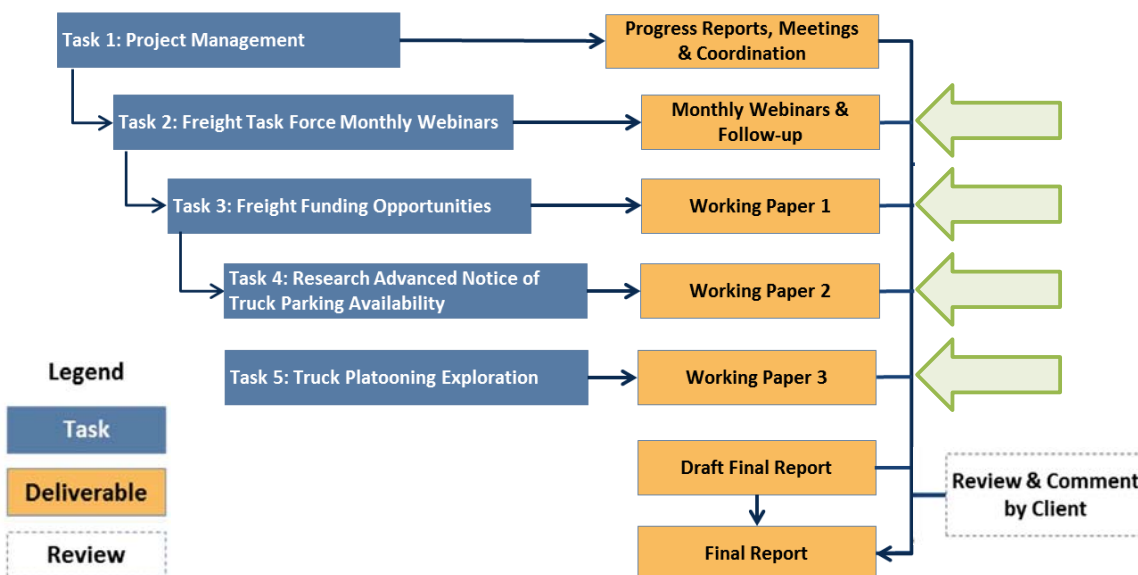 Task 1: Project Management
Progress Reports, Meetings
& Coordination
Task 2: Freight Task Force Monthly Webinars
Monthly Webinars &
Follow-up
Task 3: Freight Funding Opportunities
Working Paper 1
Task 4: Research Advanced Notice of
Truck Parking Availability
Working Paper 2
Task 5: Truck Platooning Exploration
Working Paper 3
Legend
Task
Deliverable
Review
Draft Final Report
Final Report
Review & Comment
by Client